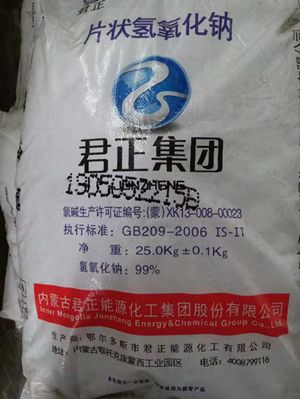 君正
片状氢氧化钠
君正集团
JUNZHENG
氯碱生产许可证编号:(蒙)XK13-008-00023
执行标准: GB209-2006 IS-IT
净 重: 25.0Kg±0.1Kg
氢氧化钠: 99%
内蒙古君正能源化工集团股份有限公司
Inner Mongolia Junzheng Energy&Chemical Group Co.,Ltd.
生产商: 鄂尔多斯市君正能源化工有限公司
地址: 内蒙古鄂托克旗蒙西工业园区 电话: 4008799116